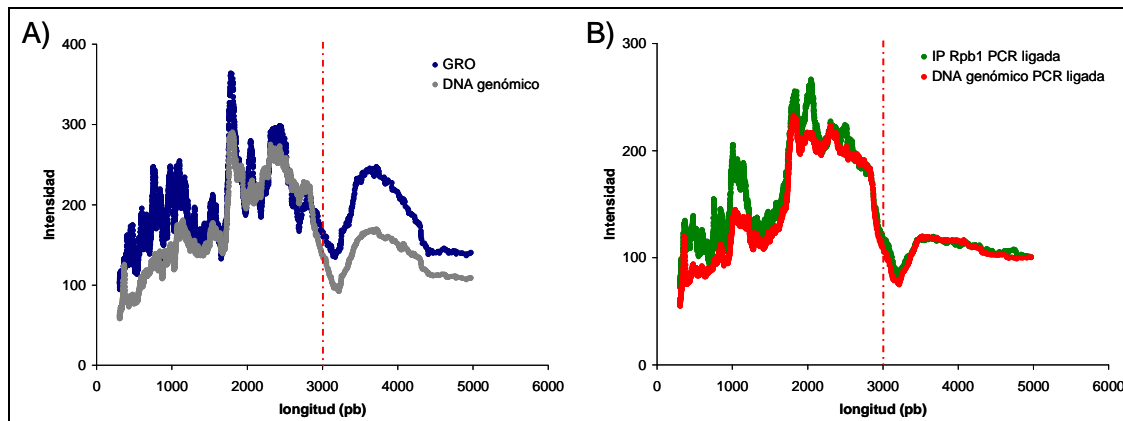 A)
400
300
200
100
0
Intensidad
GRO
DNA genómico
0 1000 2000 3000 4000 5000 6000
longitud (pb)
B)
300
200
100
0
Intensidad
IP Rpb1 PCR ligada
DNA genómico PCR ligada
0 1000 2000 3000 4000 5000 6000
longitud (pb)